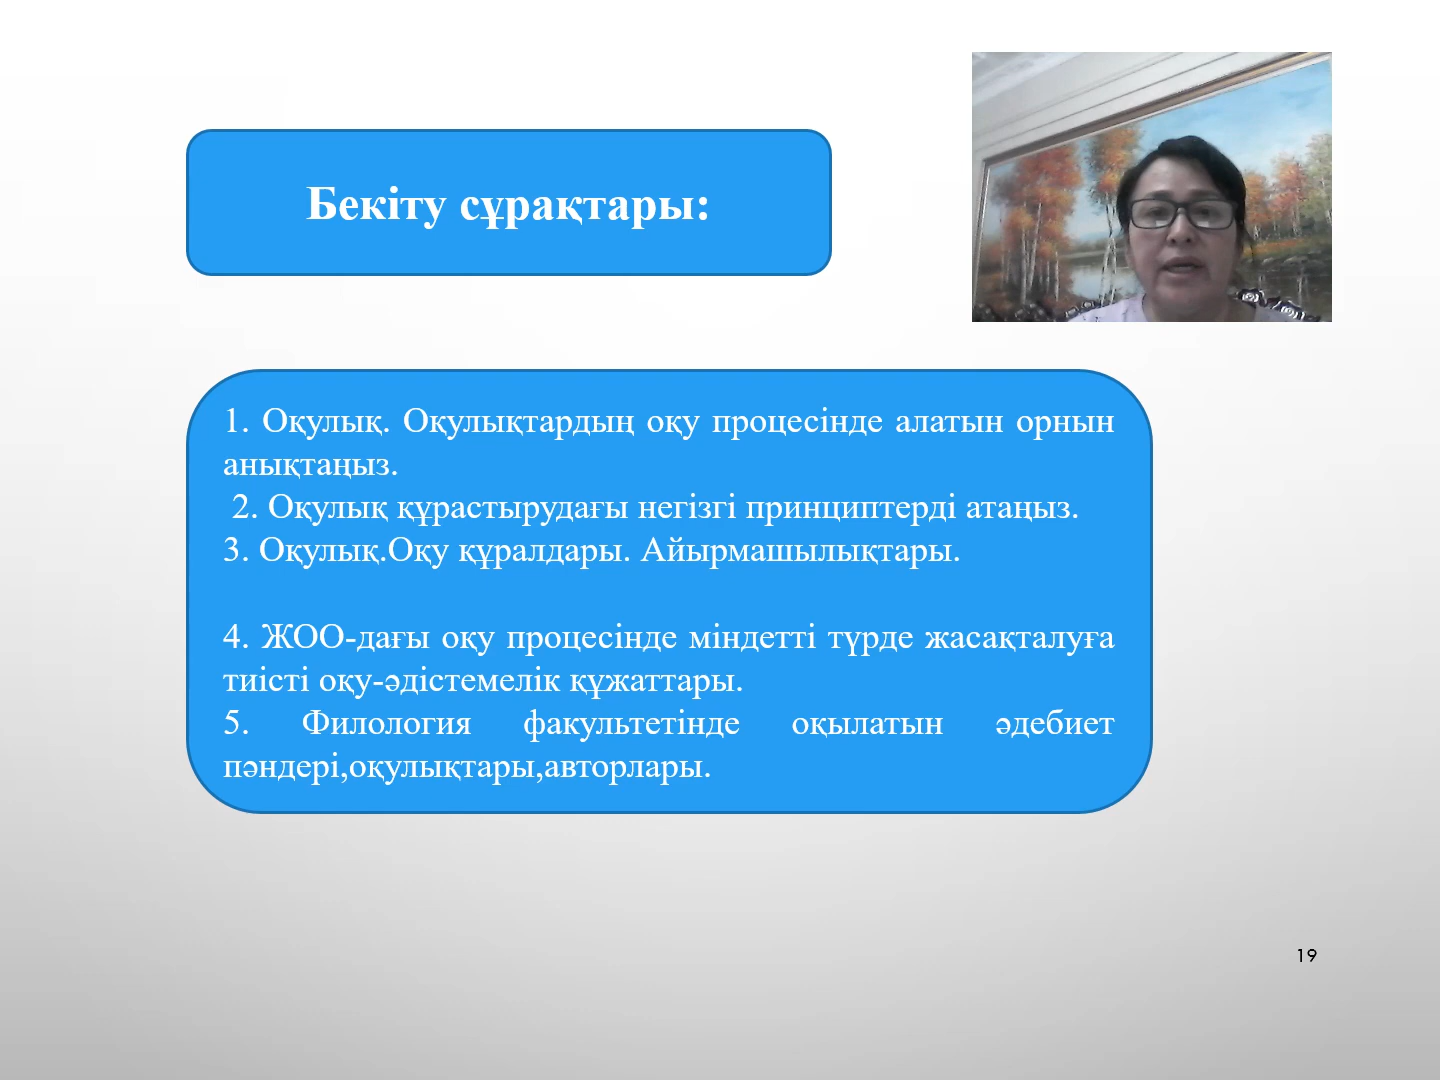 Бекіту сұрақтары:
1. Оқулық. Оқулықтардың оқу процесінде алатын орнын
анықтаңыз.
2. Оқулық құрастырудағы негізгі принциптерді атаңыз.
3. Оқулық.Оқу құралдары. Айырмашылықтары.
4. ЖОО-дағы оқу процесінде міндетті түрде жасақталуға
тиісті оқу-әдістемелік құжаттары.
5. Филология факультетінде оқылатын әдебиет
пәндері,оқулықтары,авторлары.
19